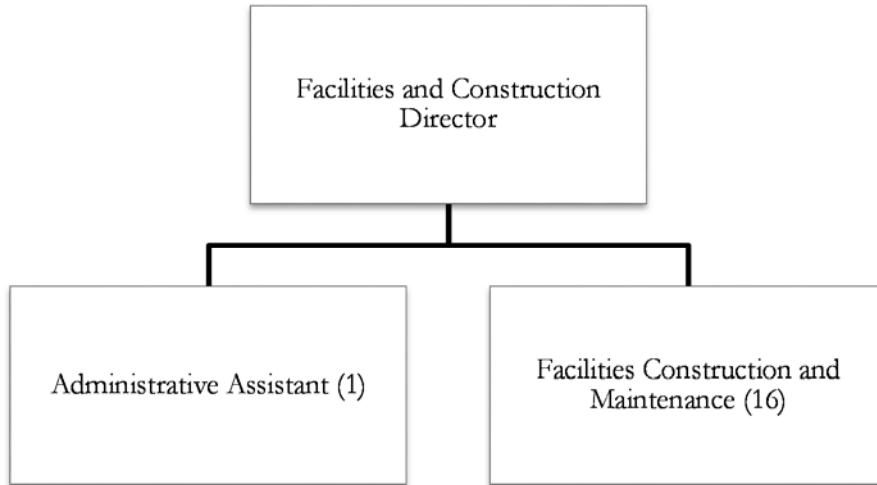 Facilities and Construction
Director
Administrative Assistant (1)
Facilities Construction and
Maintenance (16)